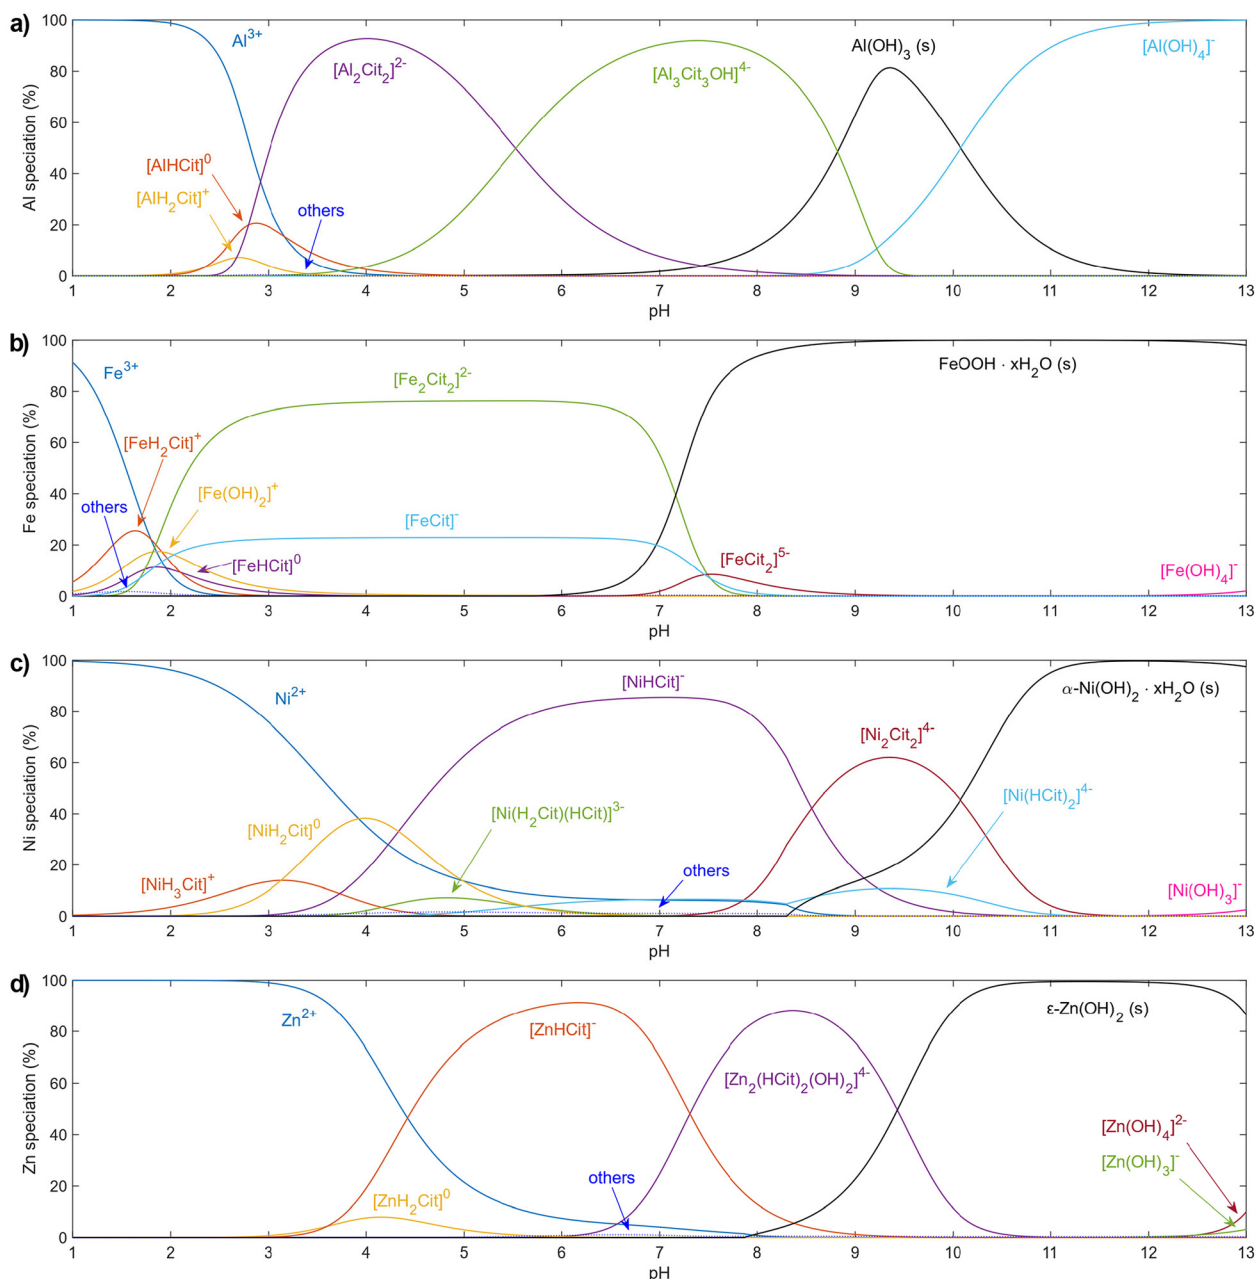 a)
Al speciation (%)
100
80
60
40
20
0
Al³⁺
[Al₂Cit₂]²⁻
[Al₃Cit₃OH]⁴⁻
Al(OH)₃ (s)
[Al(OH)₄]⁻
[AlHCit]⁰
[AlH₂Cit]⁺
others
1 2 3 4 5 6 7 8 9 10 11 12 13
pH
b)
Fe speciation (%)
100
80
60
40
20
0
Fe³⁺
[Fe₂Cit₂]²⁻
FeOOH · xH₂O (s)
[FeH₂Cit]⁺
[Fe(OH)₂]⁺
others
[FeCit]⁻
[FeHCit]⁰
[FeCit₂]⁵⁻
[Fe(OH)₄]⁻
1 2 3 4 5 6 7 8 9 10 11 12 13
pH
c)
Ni speciation (%)
100
80
60
40
20
0
Ni²⁺
[NiHCit]⁻
α-Ni(OH)₂ · xH₂O (s)
[Ni₂Cit₂]⁴⁻
[Ni(HCit)₂]⁴⁻
[Ni(H₂Cit)(HCit)]³⁻
[NiH₂Cit]⁰
[NiH₃Cit]⁺
others
[Ni(OH)₃]⁻
1 2 3 4 5 6 7 8 9 10 11 12 13
pH
d)
Zn speciation (%)
100
80
60
40
20
0
Zn²⁺
[ZnHCit]⁻
ε-Zn(OH)₂ (s)
[Zn₂(HCit)₂(OH)₂]⁴⁻
[Zn(OH)₄]²⁻
[Zn(OH)₃]⁻
[ZnH₂Cit]⁰
others
1 2 3 4 5 6 7 8 9 10 11 12 13
pH